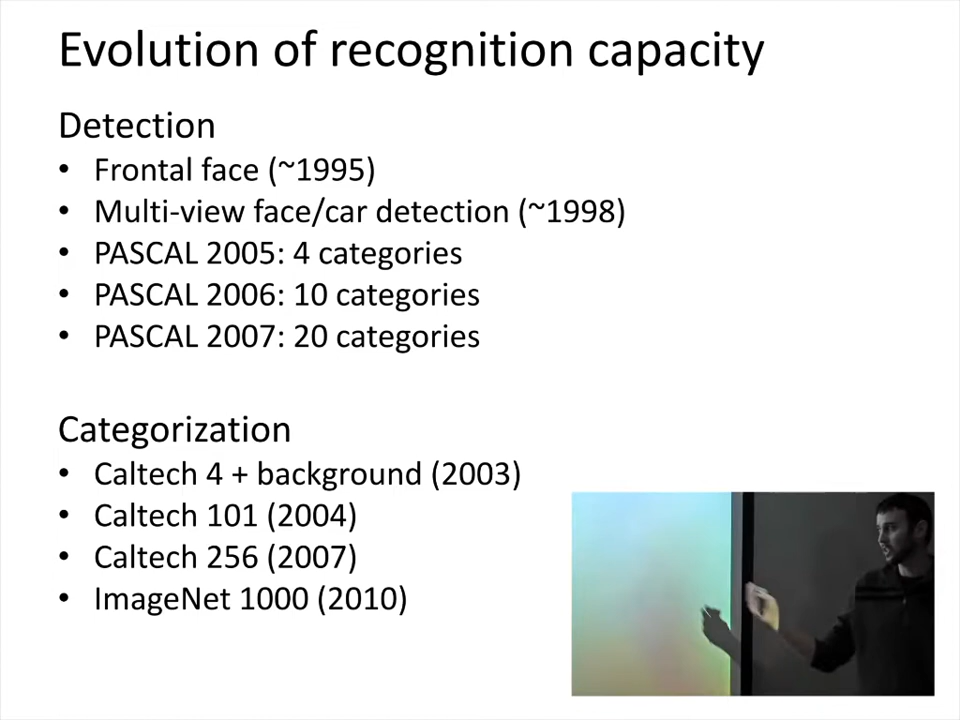 Evolution of recognition capacity
Detection
• Frontal face (~1995)
• Multi-view face/car detection (~1998)
• PASCAL 2005: 4 categories
• PASCAL 2006: 10 categories
• PASCAL 2007: 20 categories
Categorization
• Caltech 4 + background (2003)
• Caltech 101 (2004)
• Caltech 256 (2007)
• ImageNet 1000 (2010)